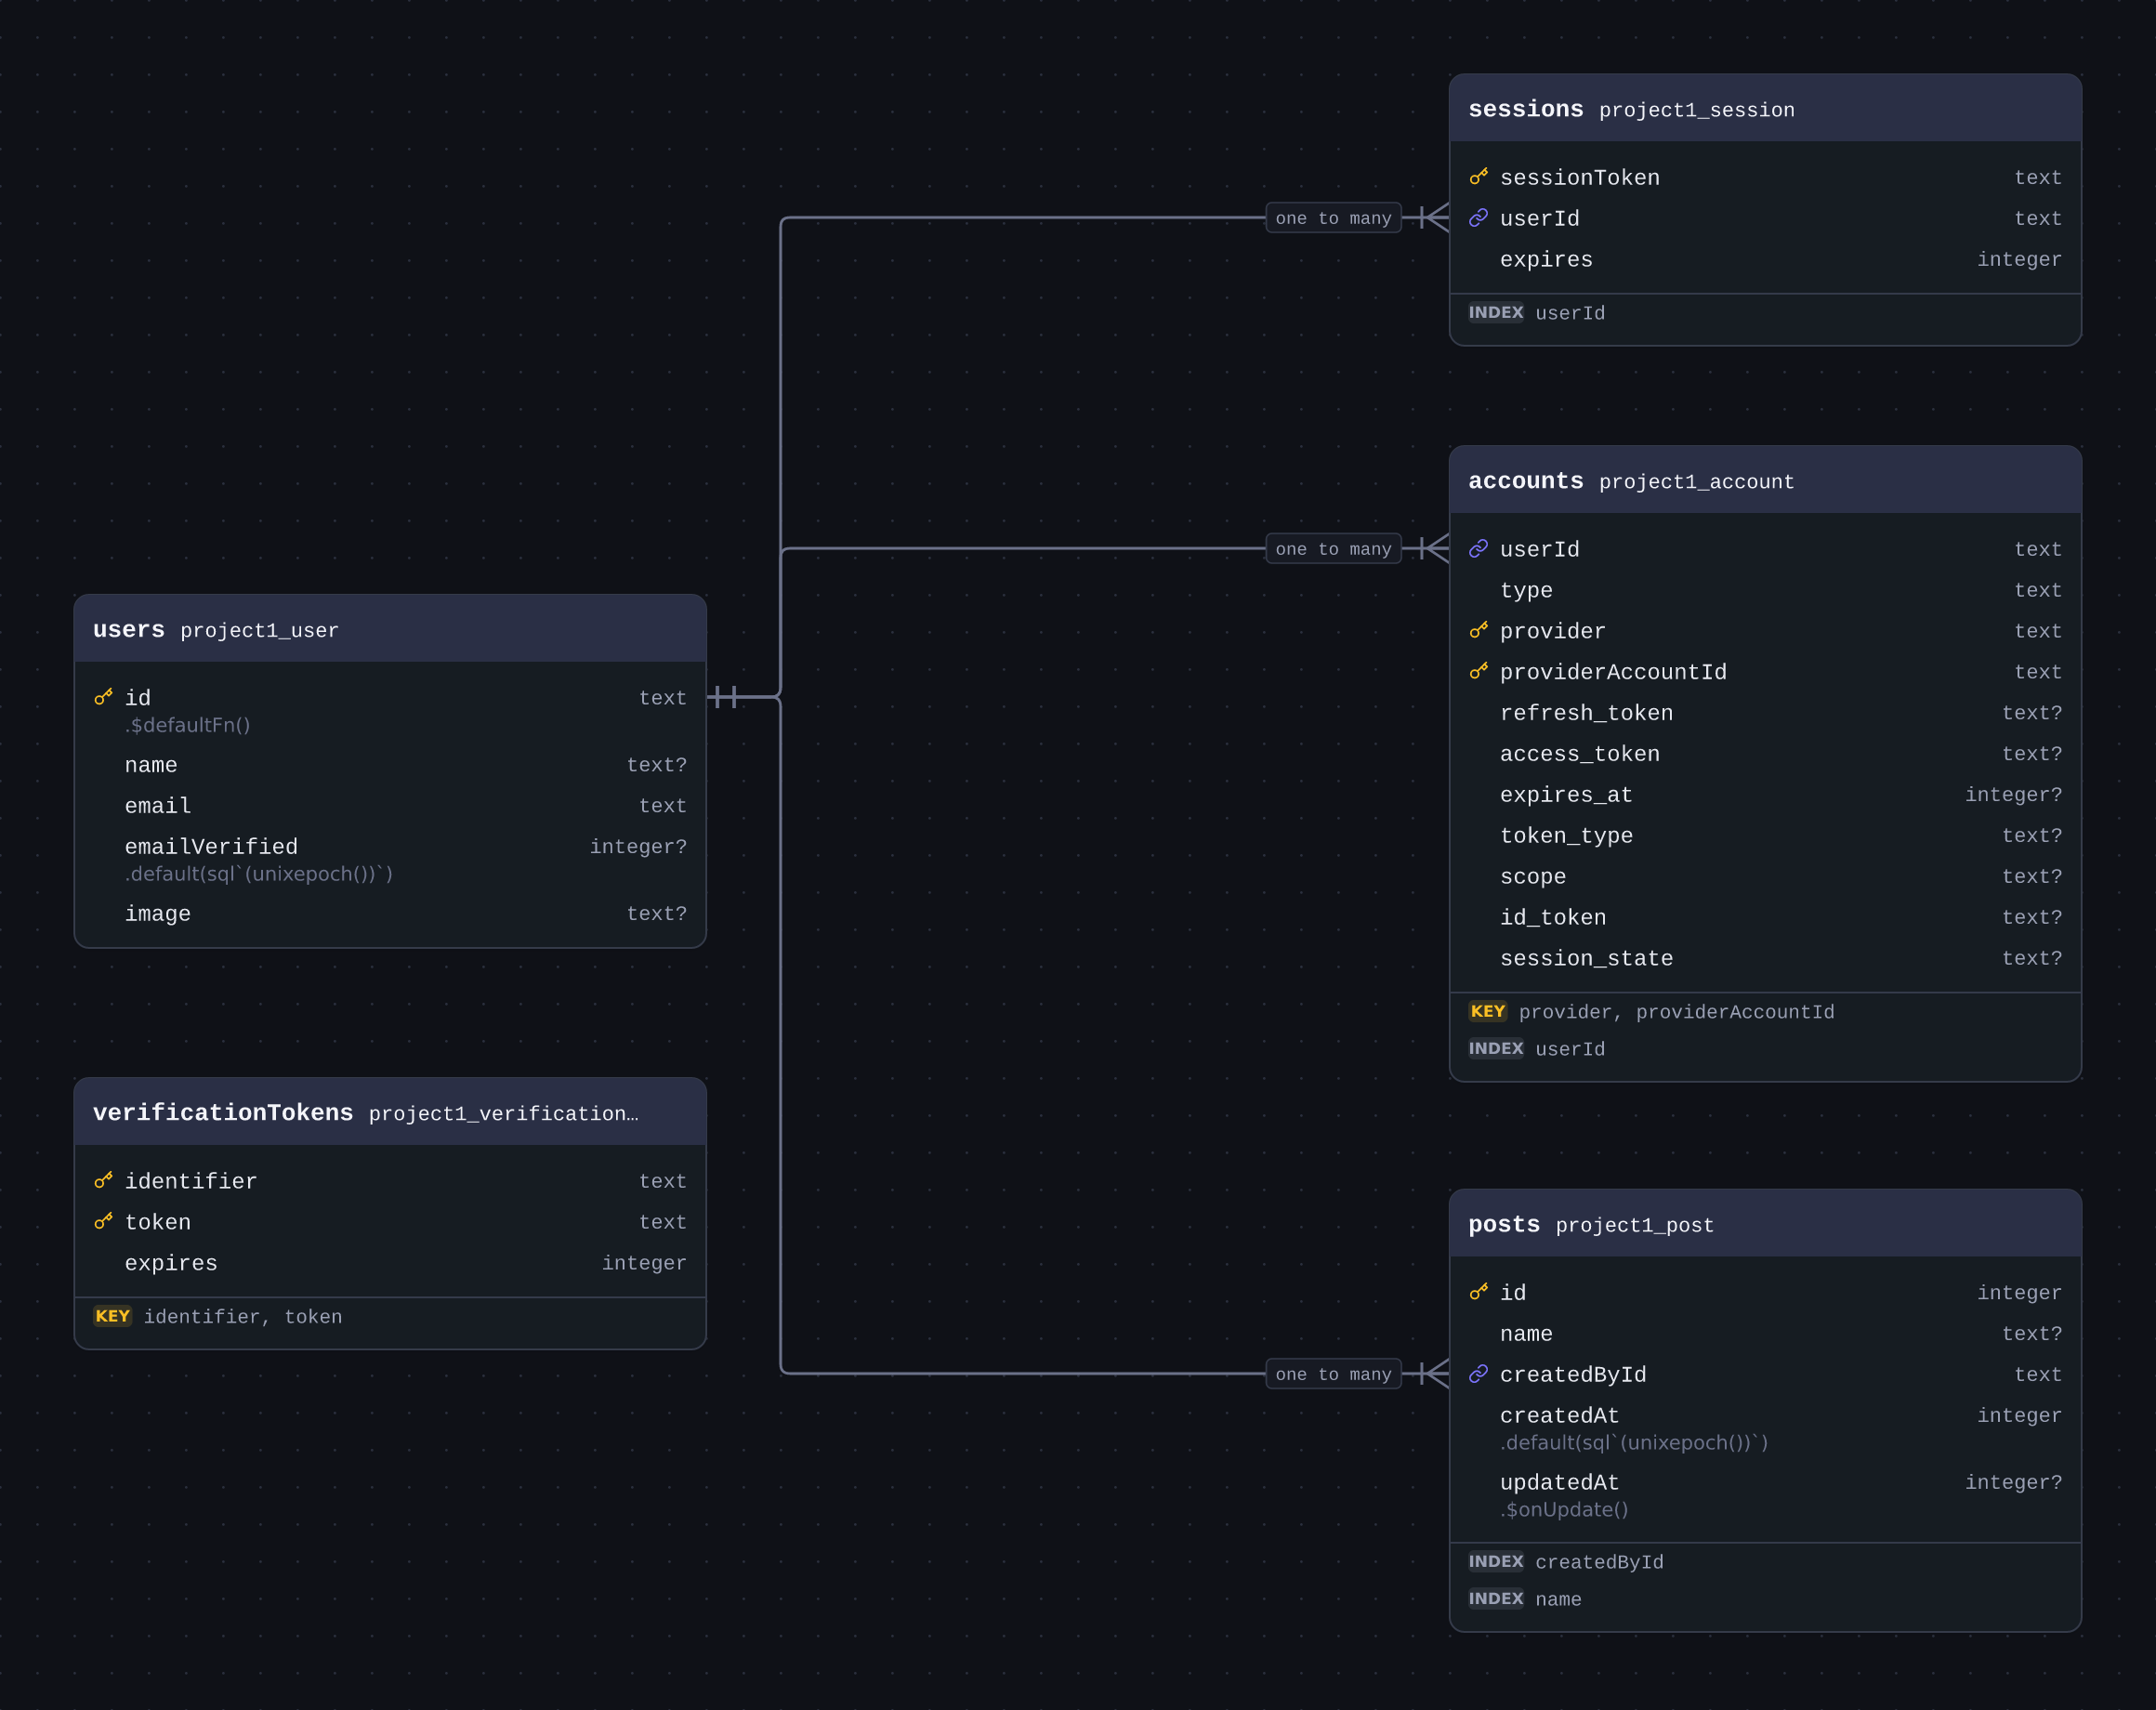 sessions project1_session
sessionToken text
one to many
userId text
expires integer
INDEX userId
accounts project1_account
one to many
userId text
type text
provider text
providerAccountId text
refresh_token text?
access_token text?
expires_at integer?
token_type text?
scope text?
id_token text?
session_state text?
KEY provider, providerAccountId
INDEX userId
users project1_user
id text
.$defaultFn()
name text?
email text
emailVerified integer?
.default(sql`(unixepoch())`)
image text?
verificationTokens project1_verification…
identifier text
token text
expires integer
KEY identifier, token
posts project1_post
id integer
name text?
one to many
createdById text
createdAt integer
.default(sql`(unixepoch())`)
updatedAt integer?
.$onUpdate()
INDEX createdById
INDEX name